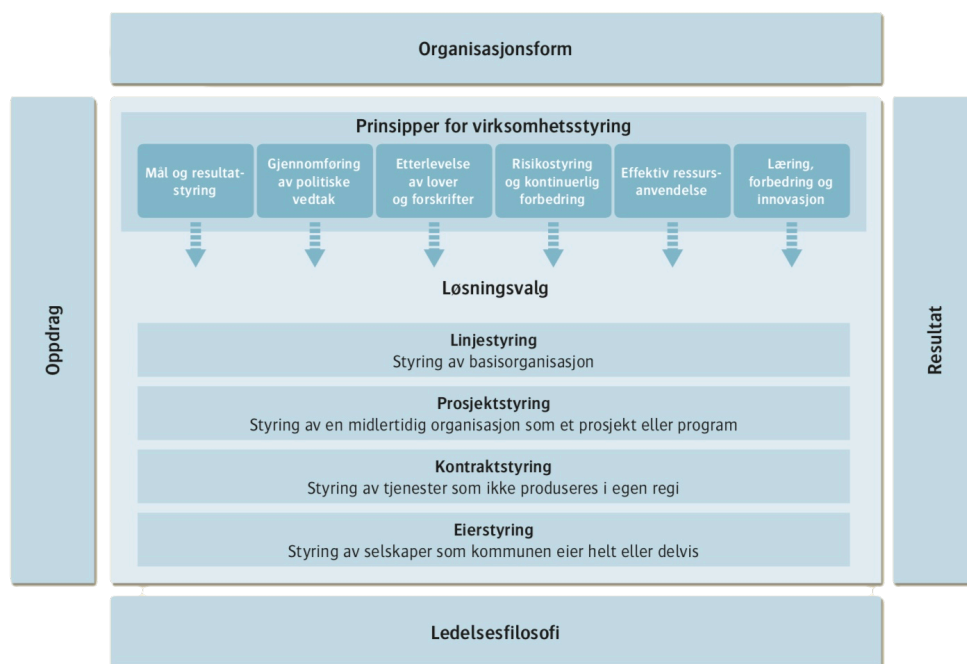 Organisasjonsform
Oppdrag
Prinsipper for virksomhetsstyring
Mål og resultat-
styring
Gjennomføring
av politiske
vedtak
Etterlevelse
av lover
og forskrifter
Risikostyring
og kontinuerlig
forbedring
Effektiv ressurs-
anvendelse
Læring,
forbedring og
innovasjon
Løsningsvalg
Linjestyring
Styring av basisorganisasjon
Prosjektstyring
Styring av en midlertidig organisasjon som et prosjekt eller program
Kontraktstyring
Styring av tjenester som ikke produseres i egen regi
Eierstyring
Styring av selskaper som kommunen eier helt eller delvis
Resultat
Ledelsesfilosofi